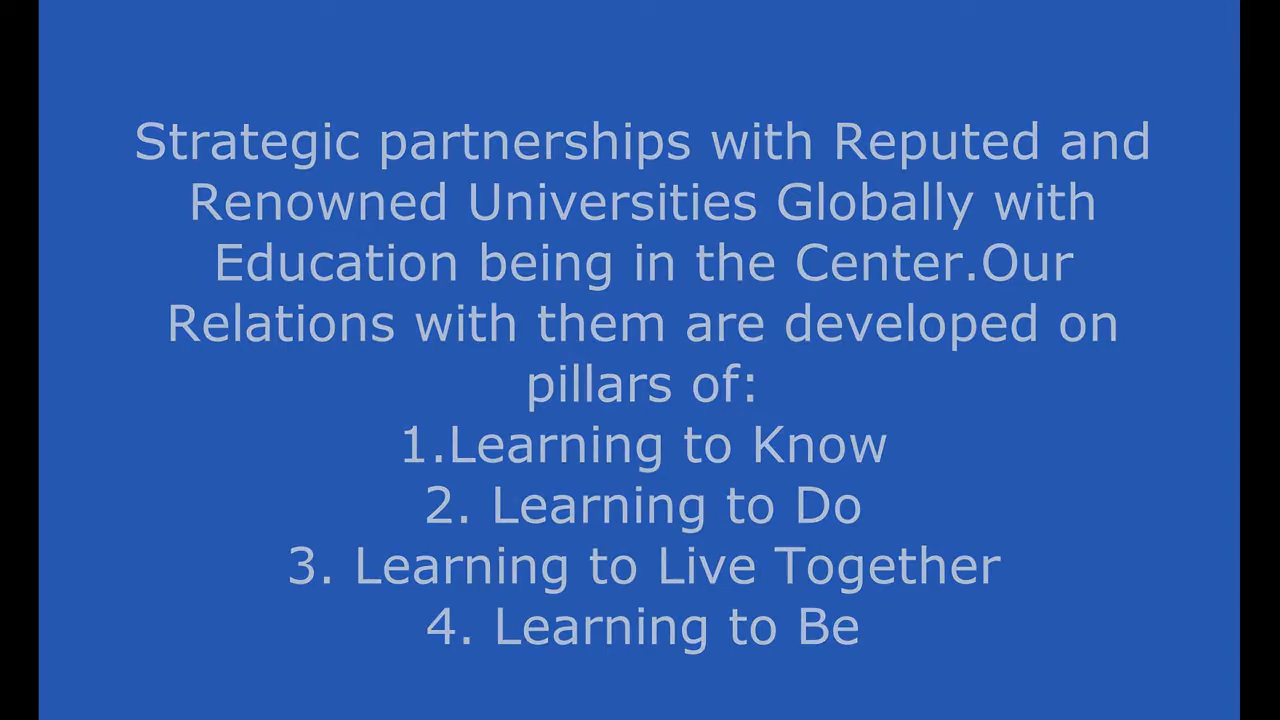 Strategic partnerships with Reputed and
Renowned Universities Globally with
Education being in the Center.Our
Relations with them are developed on
pillars of:
1.Learning to Know
2. Learning to Do
3. Learning to Live Together
4. Learning to Be